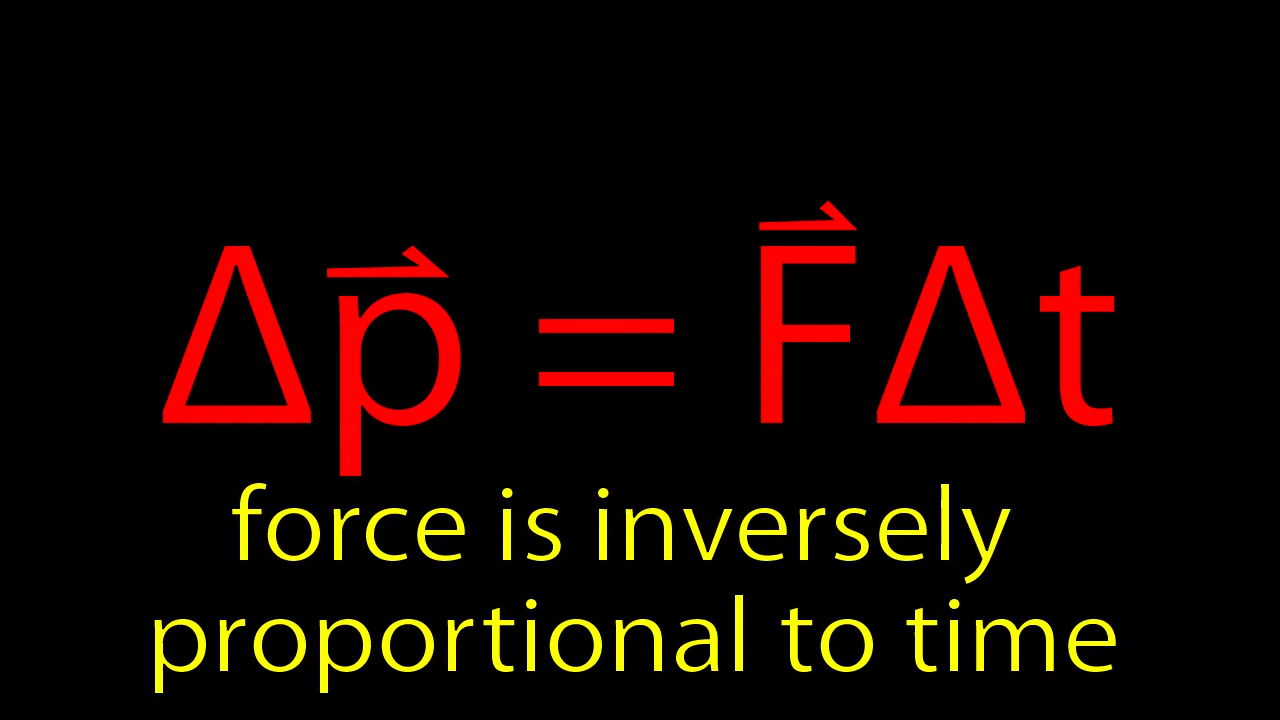 Δp⃗ = F⃗Δt
force is inversely
proportional to time